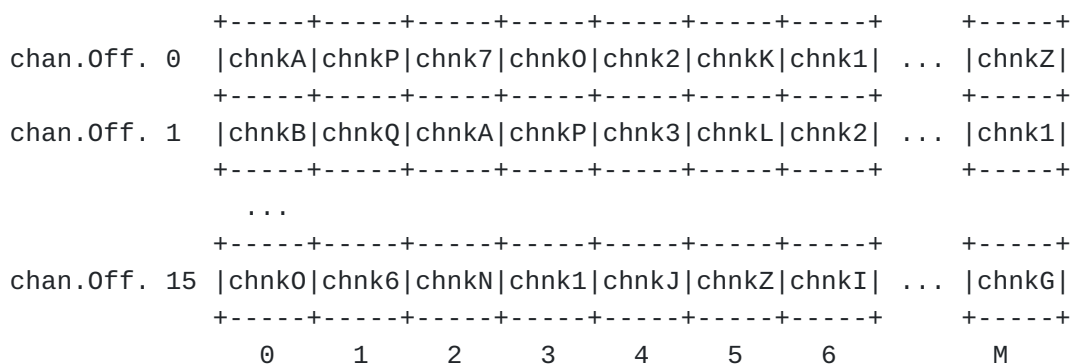 +-----+-----+-----+-----+-----+-----+-----+     +-----+
chan.Off. 0   |chnkA|chnkP|chnk7|chnkO|chnk2|chnkK|chnk1| ... |chnkZ|
              +-----+-----+-----+-----+-----+-----+-----+     +-----+
chan.Off. 1   |chnkB|chnkQ|chnkA|chnkP|chnk3|chnkL|chnk2| ... |chnk1|
              +-----+-----+-----+-----+-----+-----+-----+     +-----+
                ...
              +-----+-----+-----+-----+-----+-----+-----+     +-----+
chan.Off. 15  |chnkO|chnk6|chnkN|chnk1|chnkJ|chnkZ|chnkI| ... |chnkG|
              +-----+-----+-----+-----+-----+-----+-----+     +-----+
                 0     1     2     3     4     5     6           M